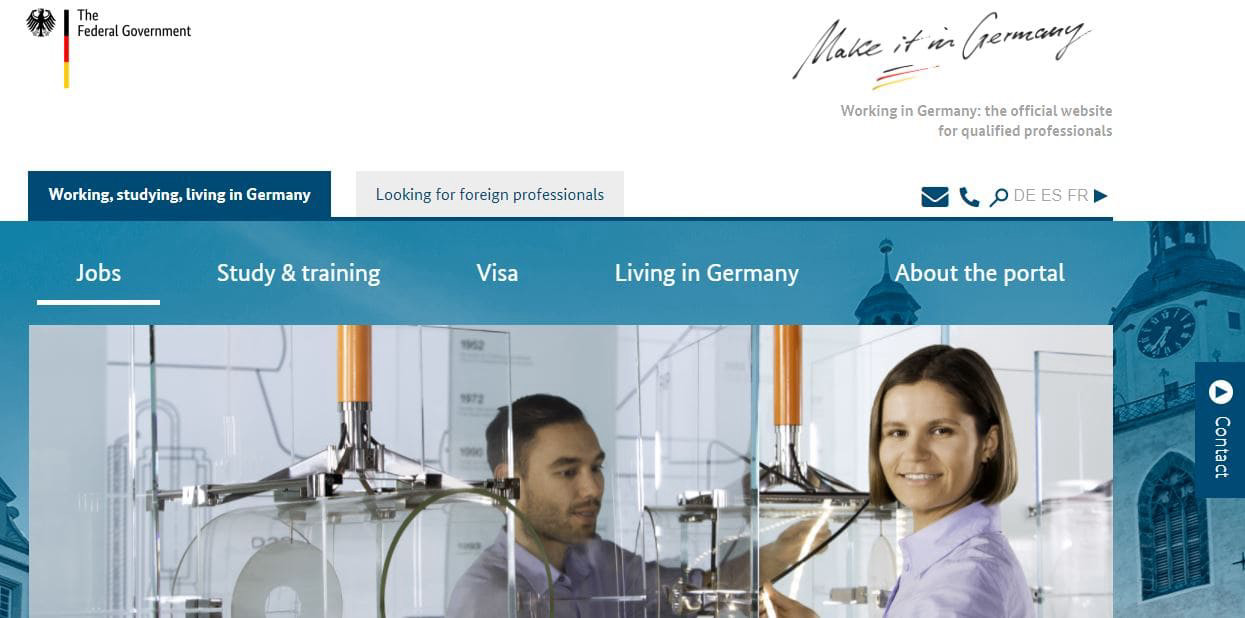 The
Federal Government
Make it in Germany
Working in Germany: the official website
for qualified professionals
Working, studying, living in Germany
Looking for foreign professionals
DE ES FR
Jobs
Study & training
Visa
Living in Germany
About the portal
1952
1972
1990
Contact